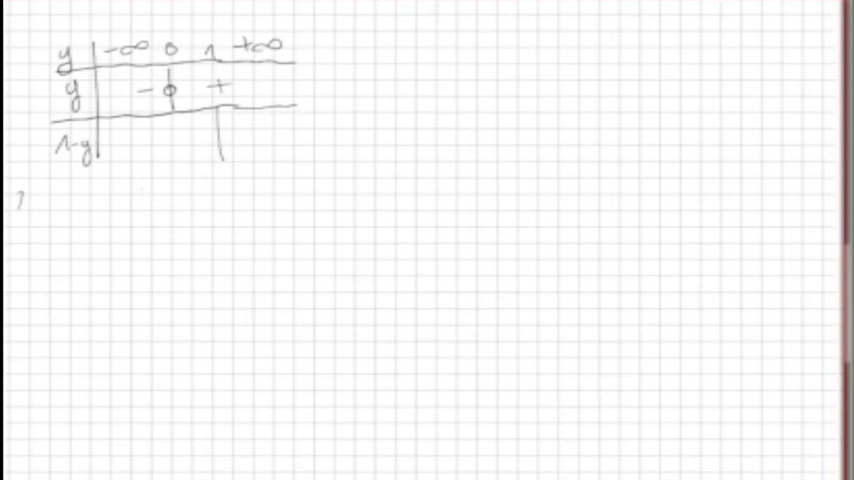 y -∞ 0 1 +∞
y - 0 +
1-y